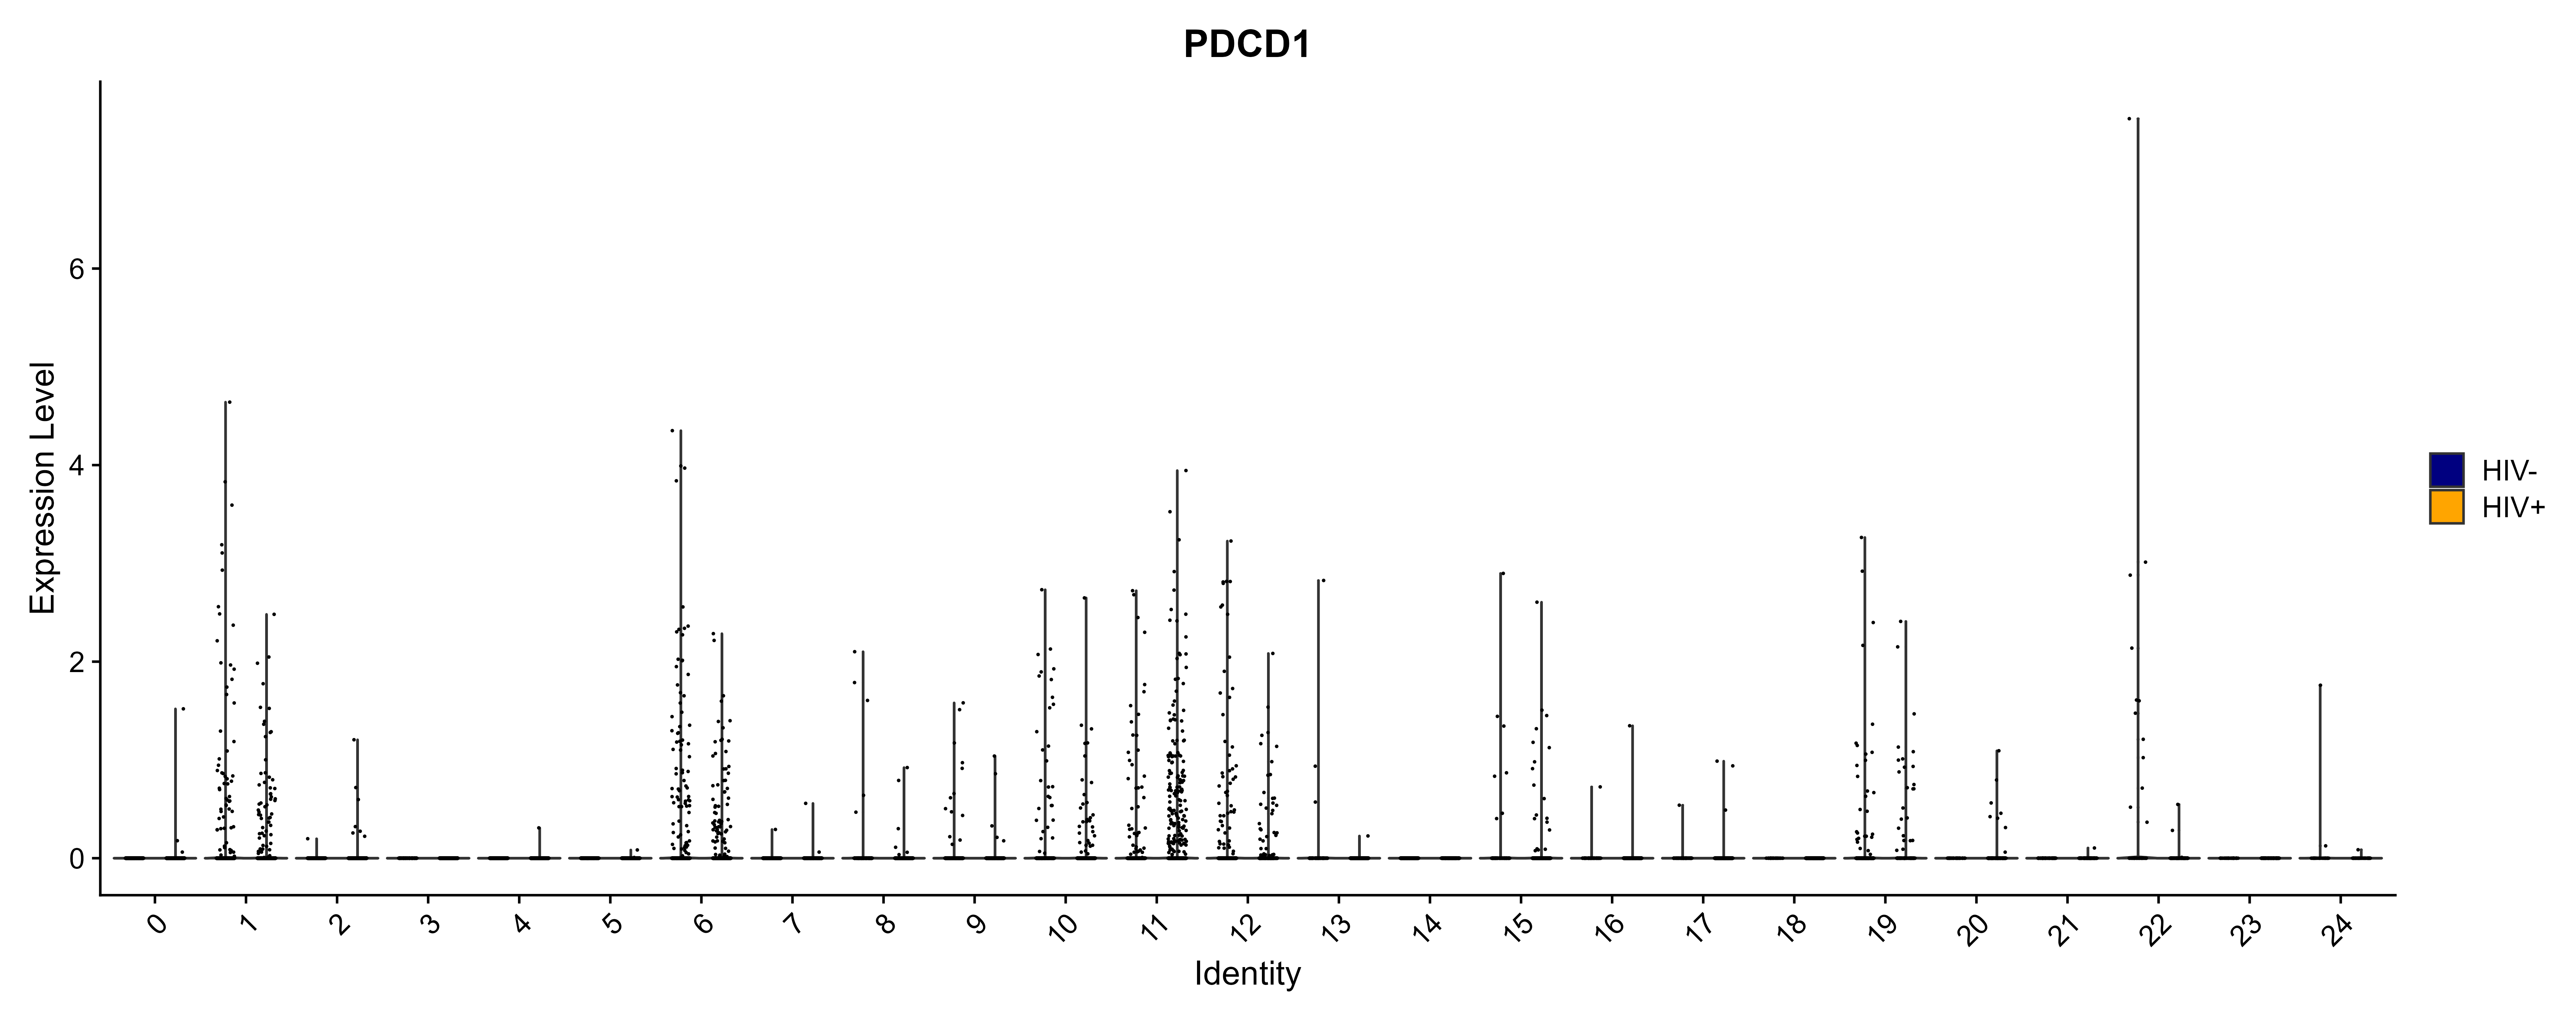 PDCD1
Expression Level
6
4
2
0
0 1 2 3 4 5 6 7 8 9 10 11 12 13 14 15 16 17 18 19 20 21 22 23 24
Identity
HIV-
HIV+